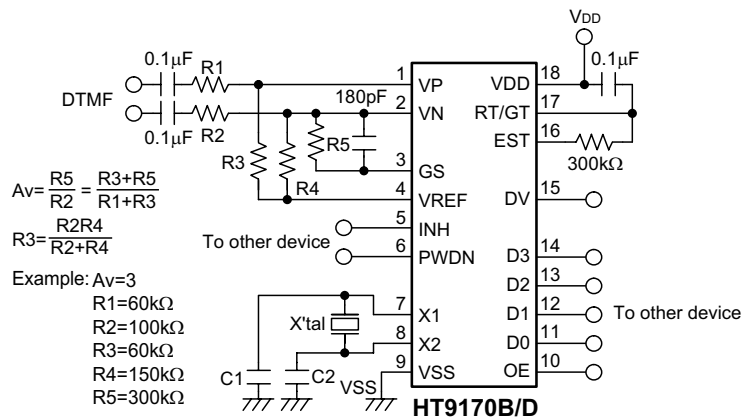 VDD
0.1µF
0.1µF
R1
DTMF
0.1µF
R2
180pF
R3
R4
R5
1
VP
2
VN
3
GS
4
VREF
5
INH
6
PWDN
7
X1
8
X2
9
VSS
VDD
18
RT/GT
17
EST
16
300kΩ
DV
15
D3
14
D2
13
D1
12
D0
11
OE
10
To other device
To other device
Av=R5/R2=R3+R5/R1+R3
R3=R2R4/R2+R4
Example: Av=3
R1=60kΩ
R2=100kΩ
R3=60kΩ
R4=150kΩ
R5=300kΩ
X'tal
C1
C2
VSS
HT9170B/D